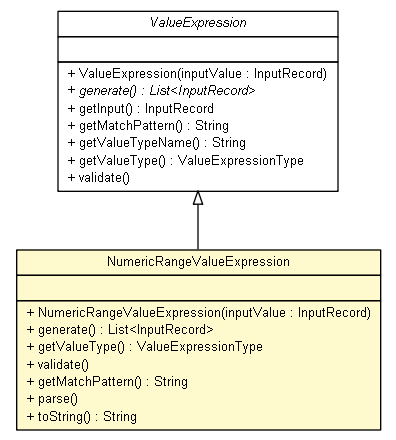 ValueExpression
+ ValueExpression(inputValue : InputRecord)
+ generate() : List<InputRecord>
+ getInput() : InputRecord
+ getMatchPattern() : String
+ getValueTypeName() : String
+ getValueType() : ValueExpressionType
+ validate()
NumericRangeValueExpression
+ NumericRangeValueExpression(inputValue : InputRecord)
+ generate() : List<InputRecord>
+ getValueType() : ValueExpressionType
+ validate()
+ getMatchPattern() : String
+ parse()
+ toString() : String